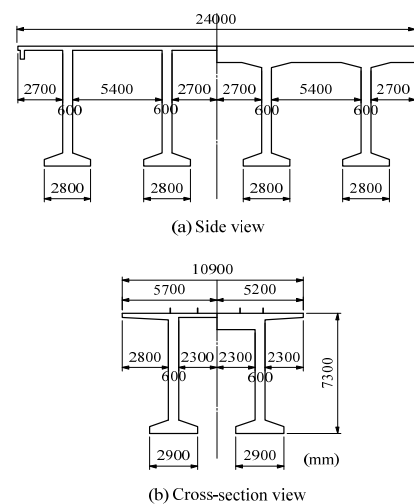 24000
2700 5400 2700 2700 5400 2700
600 600 600 600
2800 2800 2800 2800
(a) Side view
10900
5700 5200
2800 2300 2300 2300
600 600
7300
2900 2900 (mm)
(b) Cross-section view